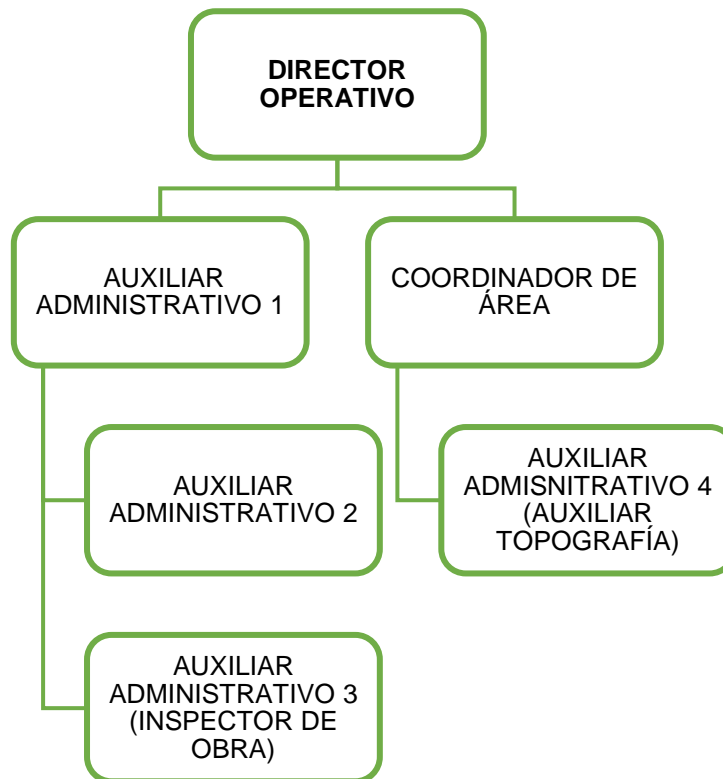 DIRECTOR
OPERATIVO
AUXILIAR
ADMINISTRATIVO 1
COORDINADOR DE
ÁREA
AUXILIAR
ADMINISTRATIVO 2
AUXILIAR
ADMISNITRATIVO 4
(AUXILIAR
TOPOGRAFÍA)
AUXILIAR
ADMINISTRATIVO 3
(INSPECTOR DE
OBRA)